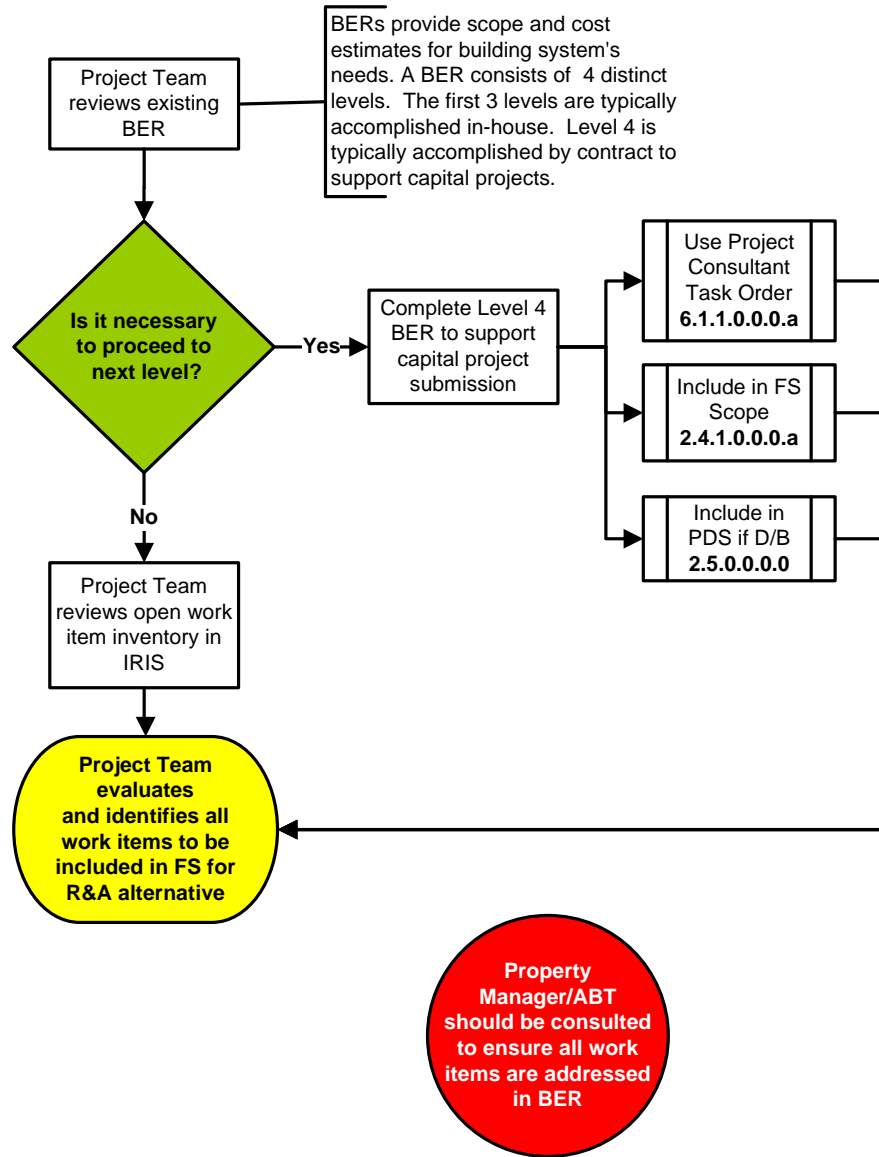 Project Team
reviews existing
BER
BERs provide scope and cost
estimates for building system's
needs. A BER consists of  4 distinct
levels.  The first 3 levels are typically
accomplished in-house.  Level 4 is
typically accomplished by contract to
support capital projects.
Is it necessary
to proceed to
next level?
Yes
Complete Level 4
BER to support
capital project
submission
Use Project
Consultant
Task Order
6.1.1.0.0.0.a
Include in FS
Scope
2.4.1.0.0.0.a
Include in
PDS if D/B
2.5.0.0.0.0
No
Project Team
reviews open work
item inventory in
IRIS
Project Team
evaluates
and identifies all
work items to be
included in FS for
R&A alternative
Property
Manager/ABT
should be consulted
to ensure all work
items are addressed
in BER